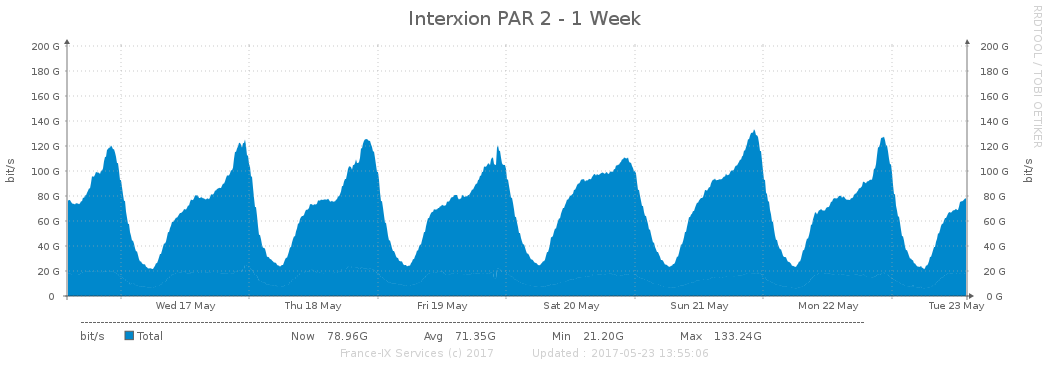 Interxion PAR 2 - 1 Week
RRDTOOL / TOBI OETIKER
bit/s
bit/s
200 G 200 G
180 G 180 G
160 G 160 G
140 G 140 G
120 G 120 G
100 G 100 G
80 G 80 G
60 G 60 G
40 G 40 G
20 G 20 G
0 0 G
Wed 17 May Thu 18 May Fri 19 May Sat 20 May Sun 21 May Mon 22 May Tue 23 May
bit/s Total Now 78.96G Avg 71.35G Min 21.20G Max 133.24G
France-IX Services (c) 2017 Updated : 2017-05-23 13:55:06